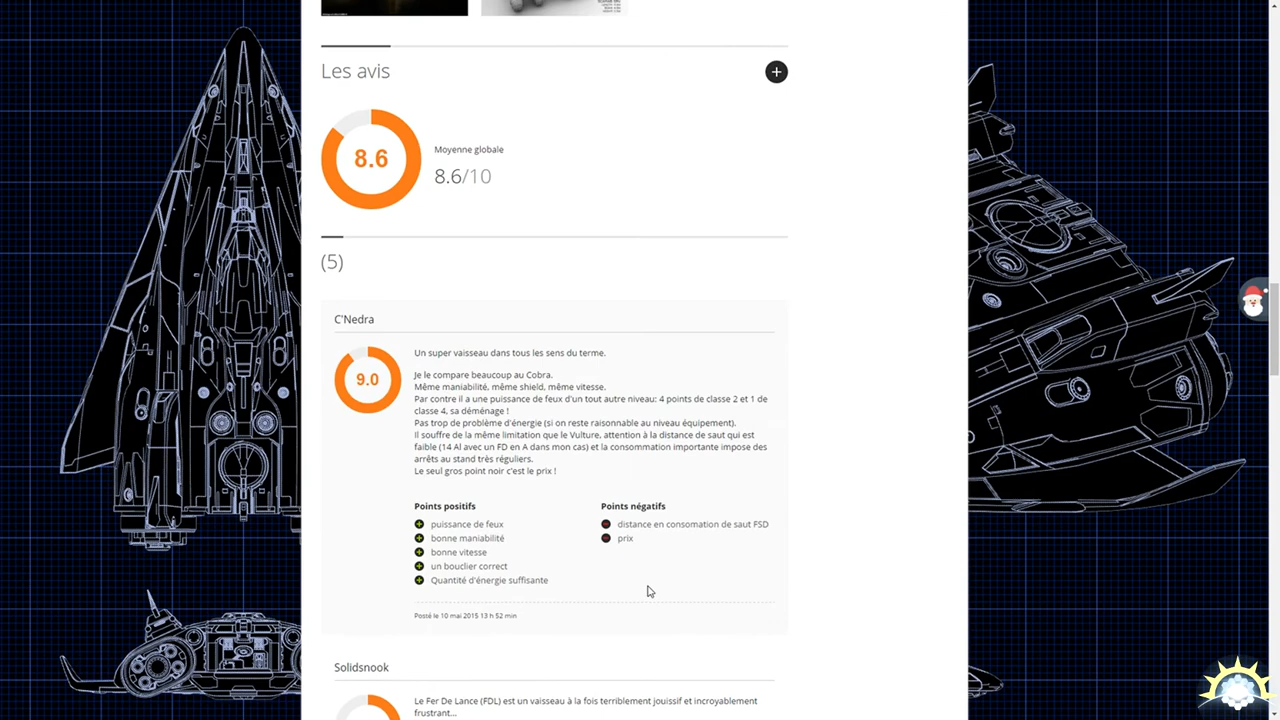 Les avis
8.6
Moyenne globale
8.6/10
(5)
C'Nedra
9.0
Un super vaisseau dans tous les sens du terme.
Je le compare beaucoup au Cobra.
Même maniabilité, même shield, même vitesse.
Par contre il a une puissance de feux d'un tout autre niveau: 4 points de classe 2 et 1 de
classe 4, sa déménage !
Pas trop de problème d'énergie (si on reste raisonnable au niveau équipement).
Il souffre de la même limitation que le Vulture, attention à la distance de saut qui est
faible (14 Al avec un FD en A dans mon cas) et la consommation importante impose des
arrêts au stand très réguliers.
Le seul gros point noir c'est le prix !
Points positifs
puissance de feux
bonne maniabilité
bonne vitesse
un bouclier correct
Quantité d'énergie suffisante
Points négatifs
distance en consomation de saut FSD
prix
Posté le 10 mai 2015 13 h 52 min
Solidsnook
Le Fer De Lance (FDL) est un vaisseau à la fois terriblement jouissif et incroyablement
frustrant...